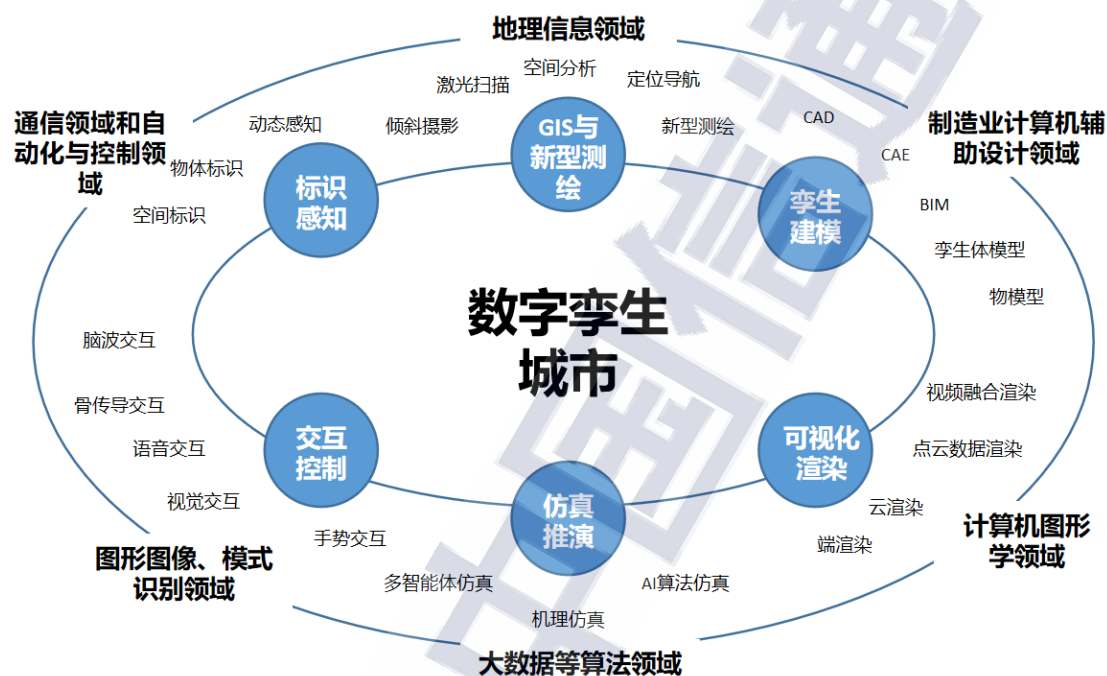 地理信息领域
空间分析
激光扫描
定位导航
通信领域和自
动化与控制领
域
动态感知
倾斜摄影
GIS与
新型测
绘
新型测绘
CAD
制造业计算机辅
助设计领域
物体标识
标识
感知
CAE
孪生
建模
空间标识
BIM
孪生体模型
物模型
数字孪生
城市
脑波交互
骨传导交互
语音交互
视觉交互
交互
控制
手势交互
可视化
渲染
视频融合渲染
点云数据渲染
云渲染
端渲染
仿真
推演
图形图像、模式
识别领域
计算机图形
学领域
多智能体仿真
AI算法仿真
机理仿真
大数据等算法领域
中国信通